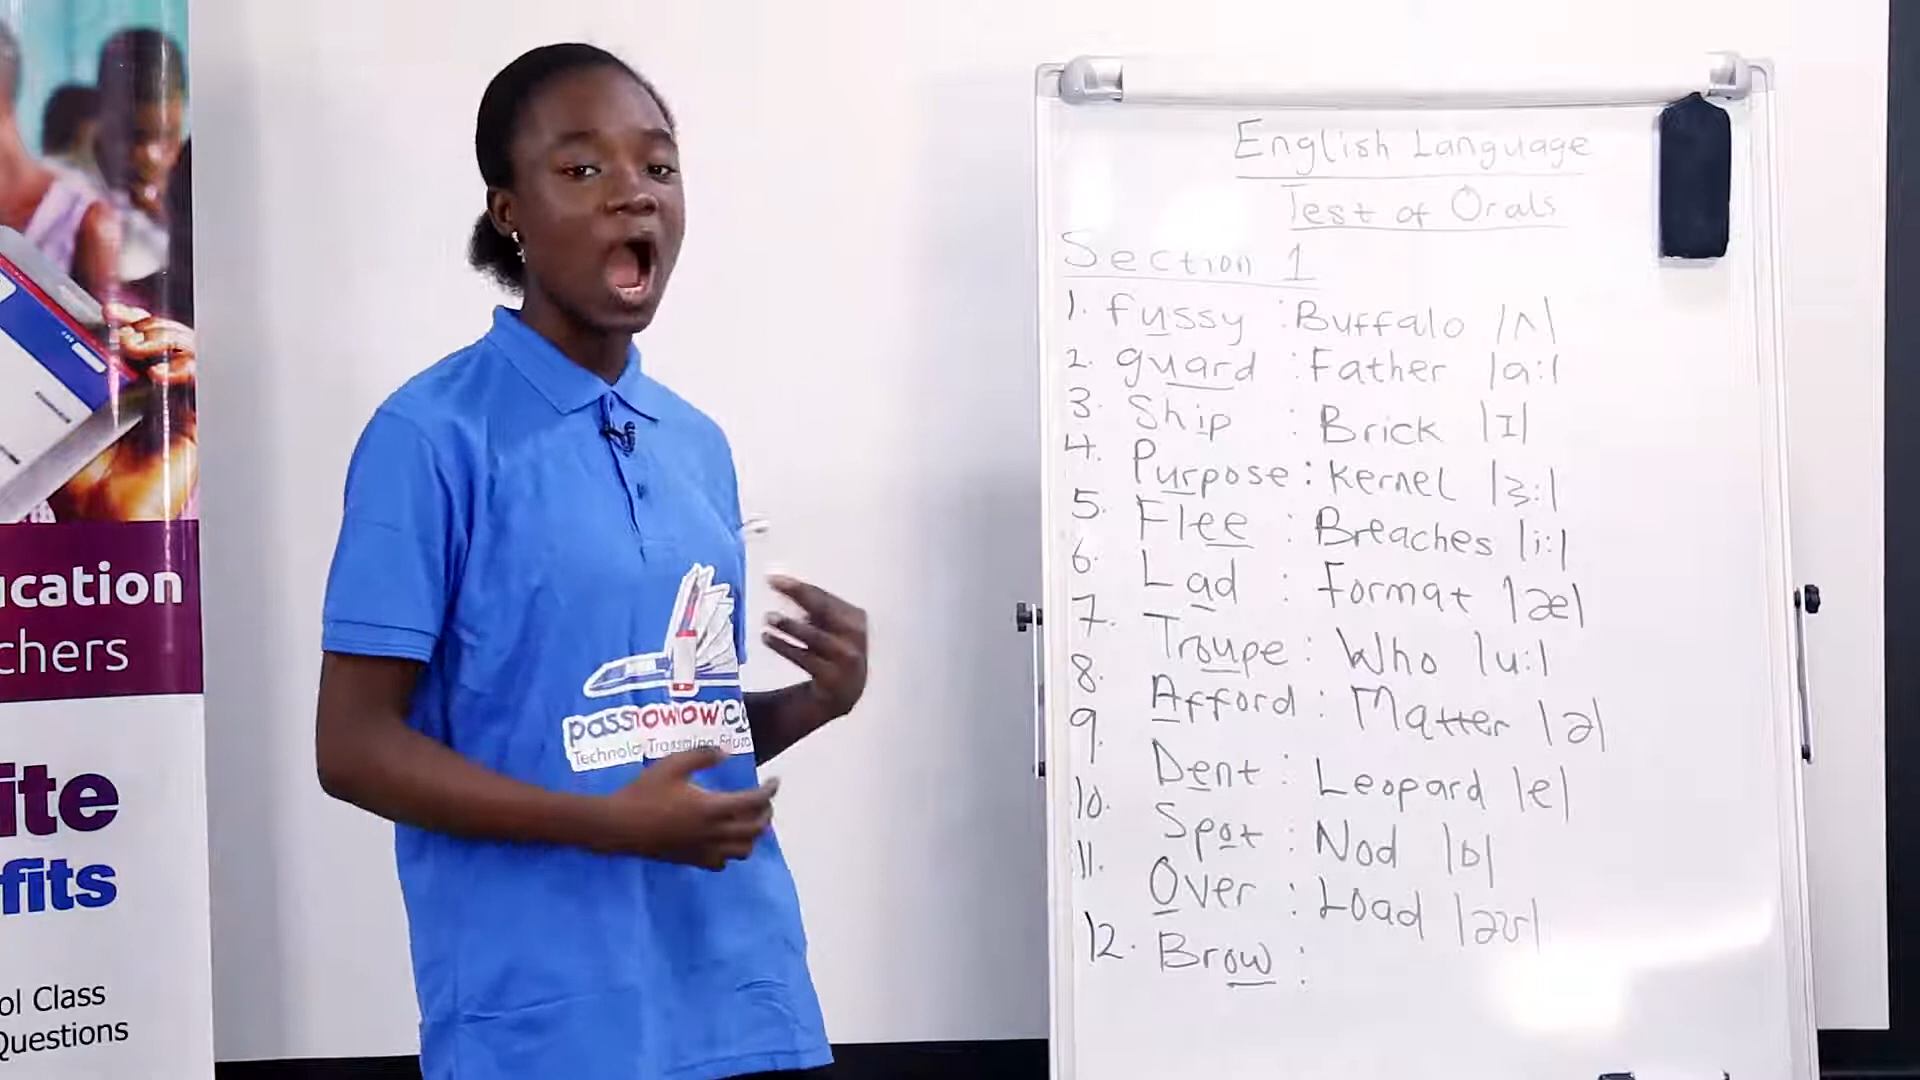 ucation
chers
ite
fits
ol Class
Questions
passnownow.c
English Language
Test of Orals
Section 1
1. fussy : Buffalo /ʌ/
2. guard : Father /a:/
3. Ship : Brick /I/
4. Purpose : Kernel /3:/
5. Flee : Breaches /i:/
6. Lad : Format /æ/
7. Troupe : Who /u:/
8. Afford : Matter /ə/
9. Dent : Leopard /e/
10. Spot : Nod /ɒ/
11. Over : Load /əʊ/
12. Brow :